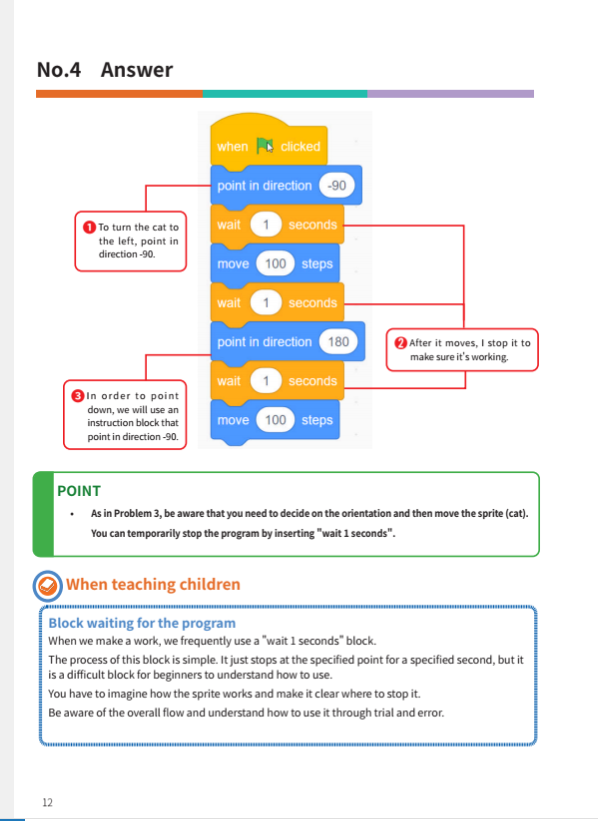 No.4 Answer
when clicked
point in direction -90
wait 1 seconds
move 100 steps
wait 1 seconds
point in direction 180
wait 1 seconds
move 100 steps
1 To turn the cat to
the left, point in
direction -90.
2 After it moves, I stop it to
make sure it's working.
3 In order to point
down, we will use an
instruction block that
point in direction -90.
POINT
• As in Problem 3, be aware that you need to decide on the orientation and then move the sprite (cat).
You can temporarily stop the program by inserting "wait 1 seconds".
When teaching children
Block waiting for the program
When we make a work, we frequently use a "wait 1 seconds" block.
The process of this block is simple. It just stops at the specified point for a specified second, but it
is a difficult block for beginners to understand how to use.
You have to imagine how the sprite works and make it clear where to stop it.
Be aware of the overall flow and understand how to use it through trial and error.
12